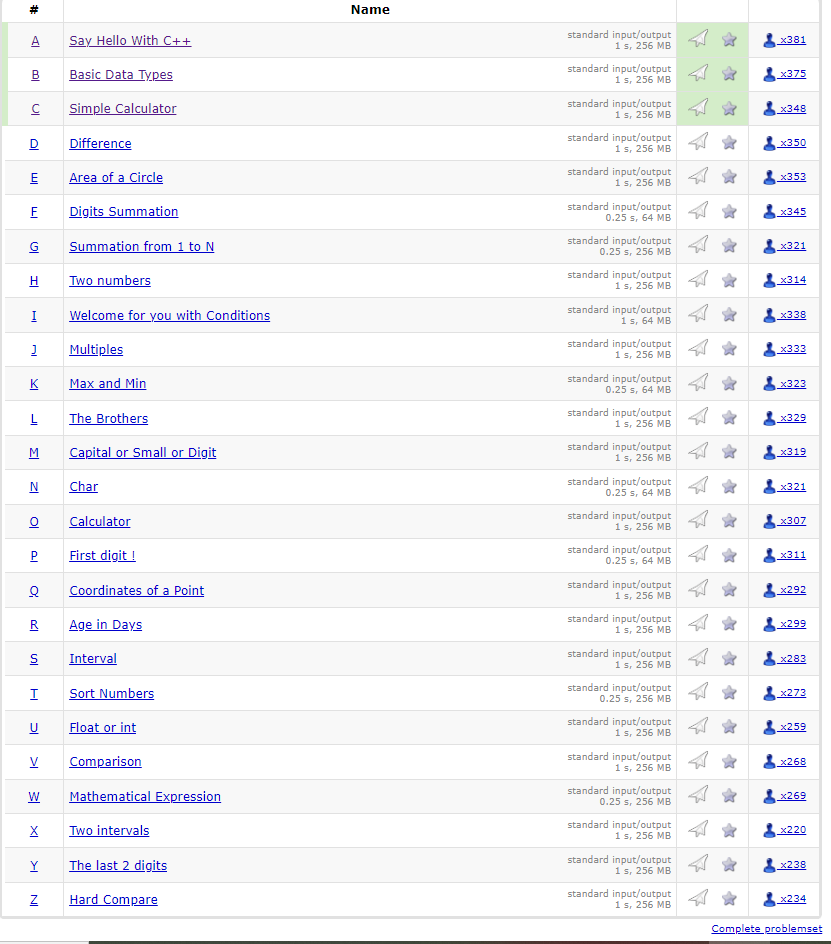 # Name
A Say Hello With C++ standard input/output 1 s, 256 MB x381
B Basic Data Types standard input/output 1 s, 256 MB x375
C Simple Calculator standard input/output 1 s, 256 MB x348
D Difference standard input/output 1 s, 256 MB x350
E Area of a Circle standard input/output 1 s, 256 MB x353
F Digits Summation standard input/output 0.25 s, 64 MB x345
G Summation from 1 to N standard input/output 0.25 s, 256 MB x321
H Two numbers standard input/output 1 s, 256 MB x314
I Welcome for you with Conditions standard input/output 1 s, 64 MB x338
J Multiples standard input/output 1 s, 256 MB x333
K Max and Min standard input/output 0.25 s, 64 MB x323
L The Brothers standard input/output 1 s, 256 MB x329
M Capital or Small or Digit standard input/output 1 s, 256 MB x319
N Char standard input/output 0.25 s, 64 MB x321
O Calculator standard input/output 1 s, 256 MB x307
P First digit ! standard input/output 0.25 s, 64 MB x311
Q Coordinates of a Point standard input/output 1 s, 256 MB x292
R Age in Days standard input/output 1 s, 256 MB x299
S Interval standard input/output 1 s, 256 MB x283
T Sort Numbers standard input/output 0.25 s, 256 MB x273
U Float or int standard input/output 1 s, 256 MB x259
V Comparison standard input/output 1 s, 256 MB x268
W Mathematical Expression standard input/output 0.25 s, 256 MB x269
X Two intervals standard input/output 1 s, 256 MB x220
Y The last 2 digits standard input/output 1 s, 256 MB x238
Z Hard Compare standard input/output 1 s, 256 MB x234
Complete problemset